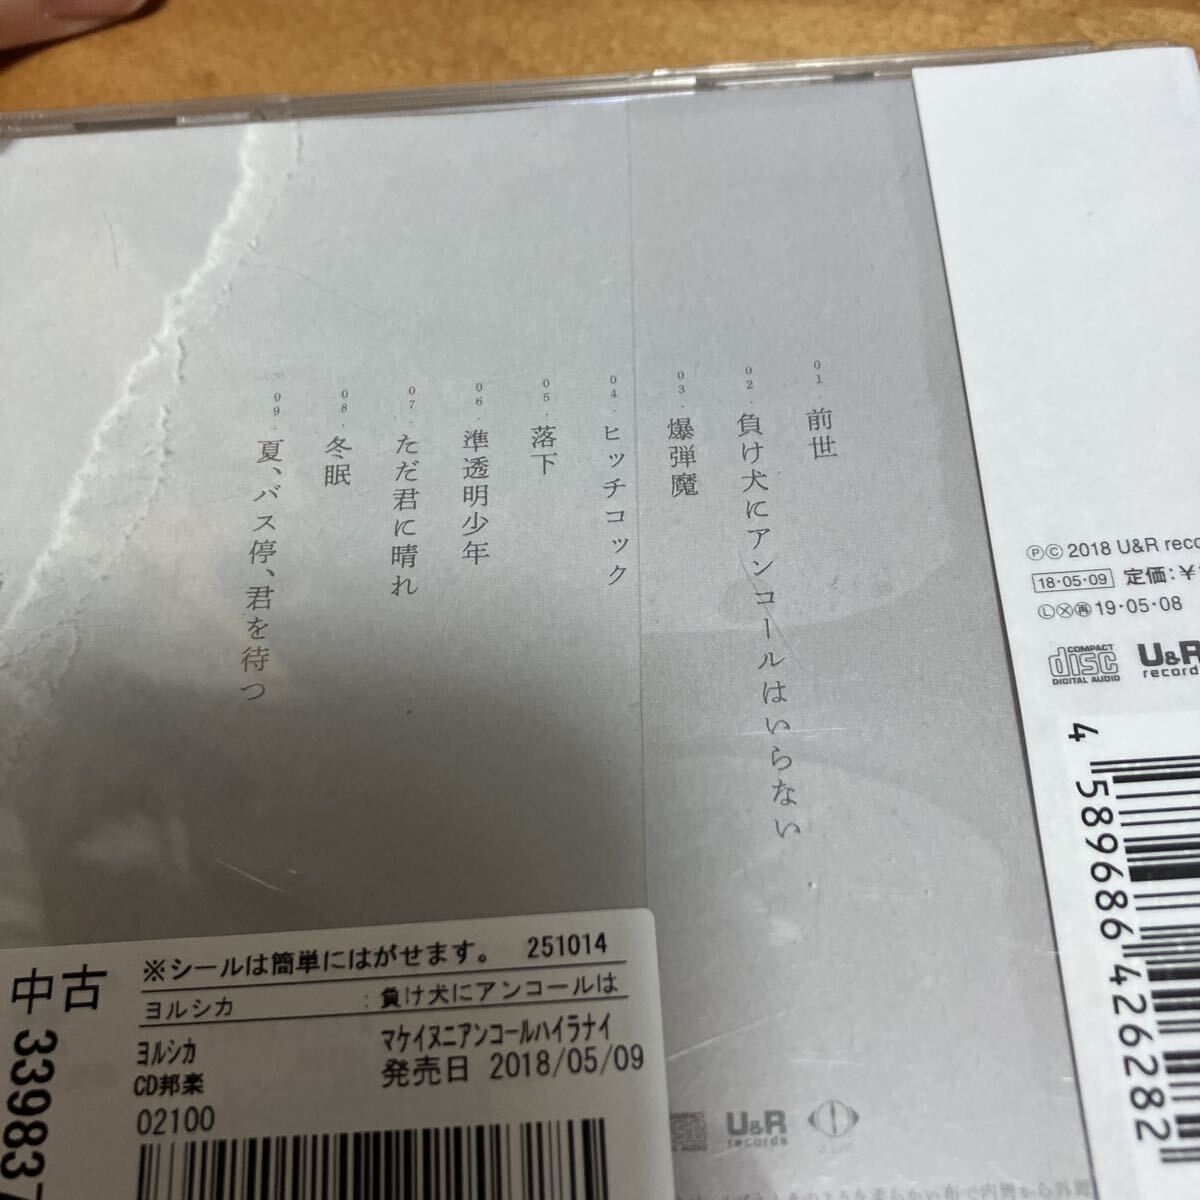 01. 前世
02. 負け犬にアンコールはいらない
03. 爆弾魔
04. ヒッチコック
05. 落下
06. 準透明少年
07. ただ君に晴れ
08. 冬眠
09. 夏、バス停、君を待つ
ⓅⒸ 2018 U&R reco
18・05・09 定価：¥
Ⓛ㊢㊮ 19・05・08
COMPACT disc DIGITAL AUDIO
U&R records
4 589686 426282
中古
33983
※シールは簡単にはがせます。 251014
ヨルシカ : 負け犬にアンコールは
ヨルシカ マケイヌニアンコールハイラナイ
CD邦楽 発売日 2018/05/09
02100
U&R records